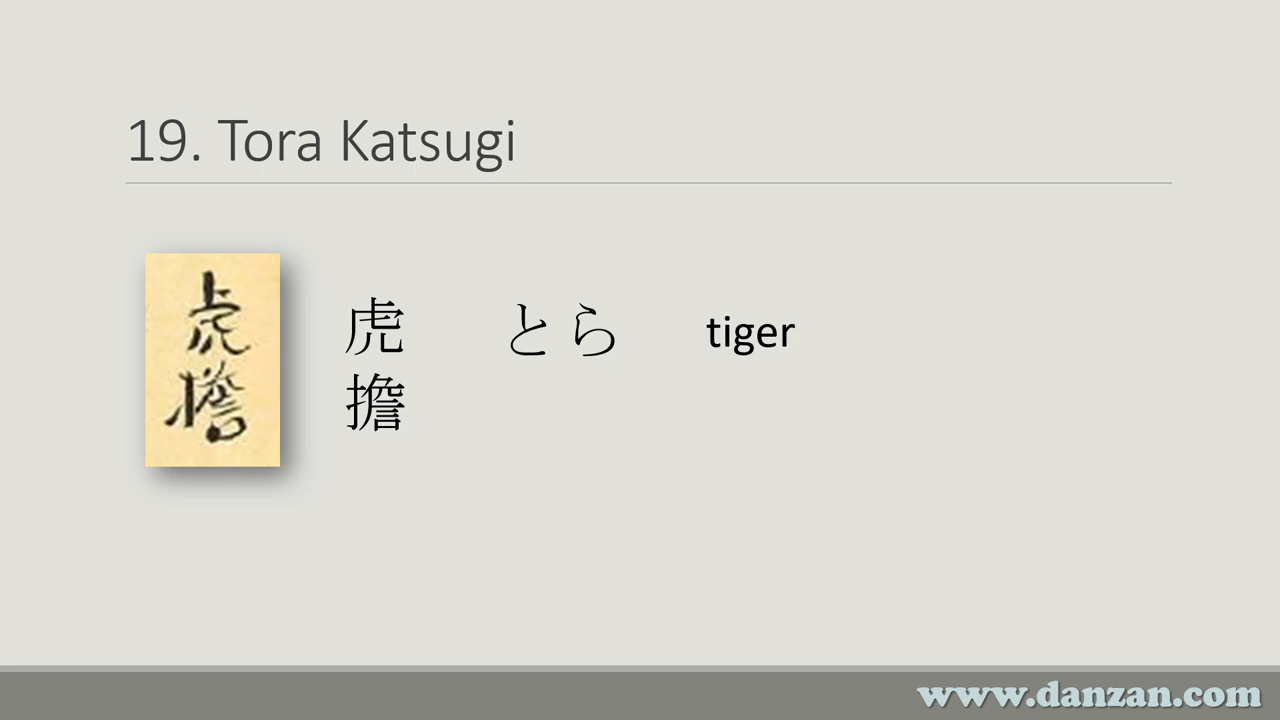 19. Tora Katsugi
虎擔
虎 とら tiger
擔
www.danzan.com